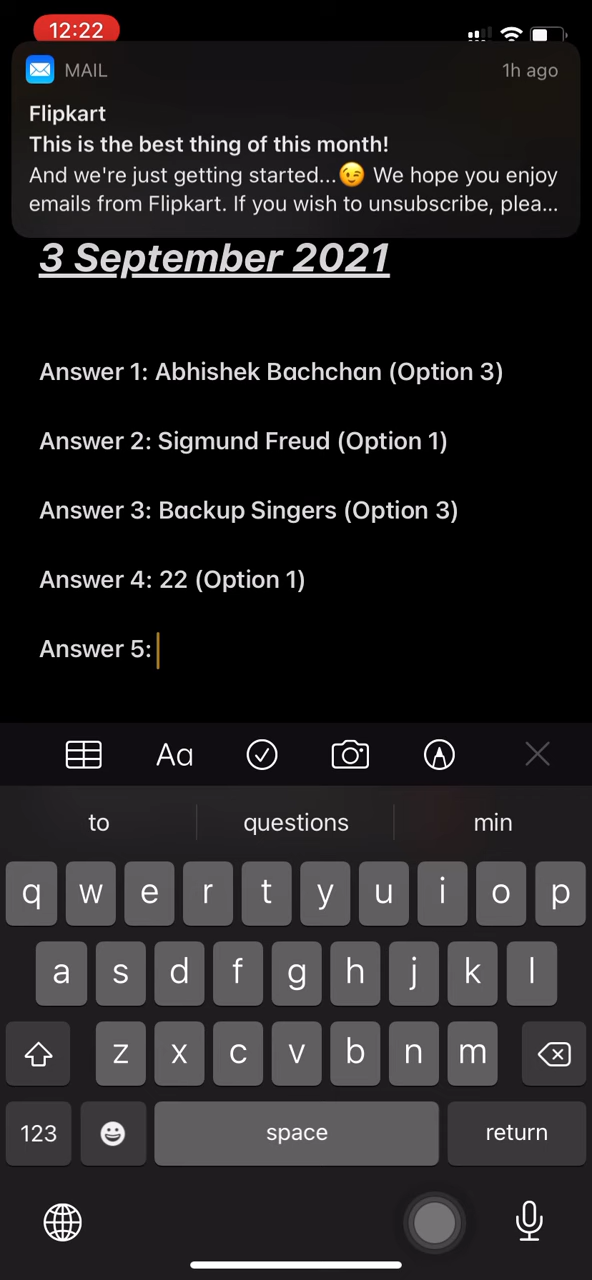 12:22
MAIL 1h ago
Flipkart
This is the best thing of this month!
And we're just getting started...😉 We hope you enjoy
emails from Flipkart. If you wish to unsubscribe, plea...
3 September 2021
Answer 1: Abhishek Bachchan (Option 3)
Answer 2: Sigmund Freud (Option 1)
Answer 3: Backup Singers (Option 3)
Answer 4: 22 (Option 1)
Answer 5:
Aa
to questions min
q w e r t y u i o p
a s d f g h j k l
z x c v b n m
123 space return